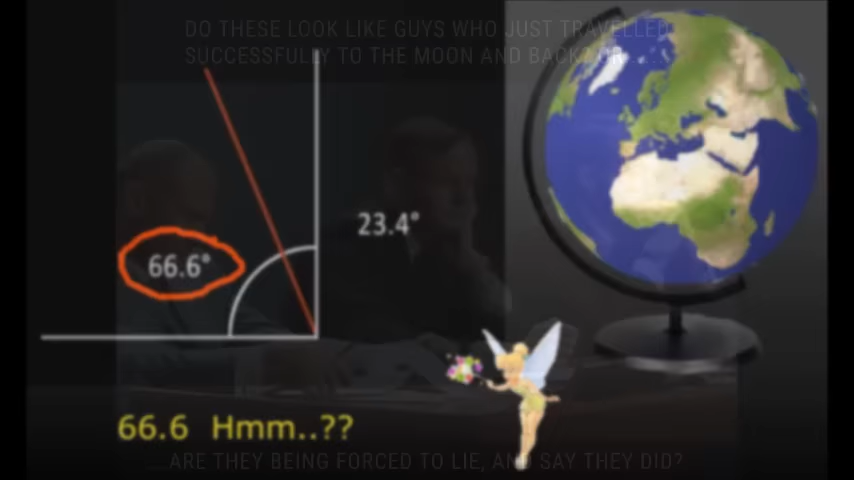 DO THESE LOOK LIKE GUYS WHO JUST TRAVELLED
SUCCESSFULLY TO THE MOON AND BACK? OR ....
23.4°
66.6°
66.6 Hmm..??
....ARE THEY BEING FORCED TO LIE, AND SAY THEY DID?